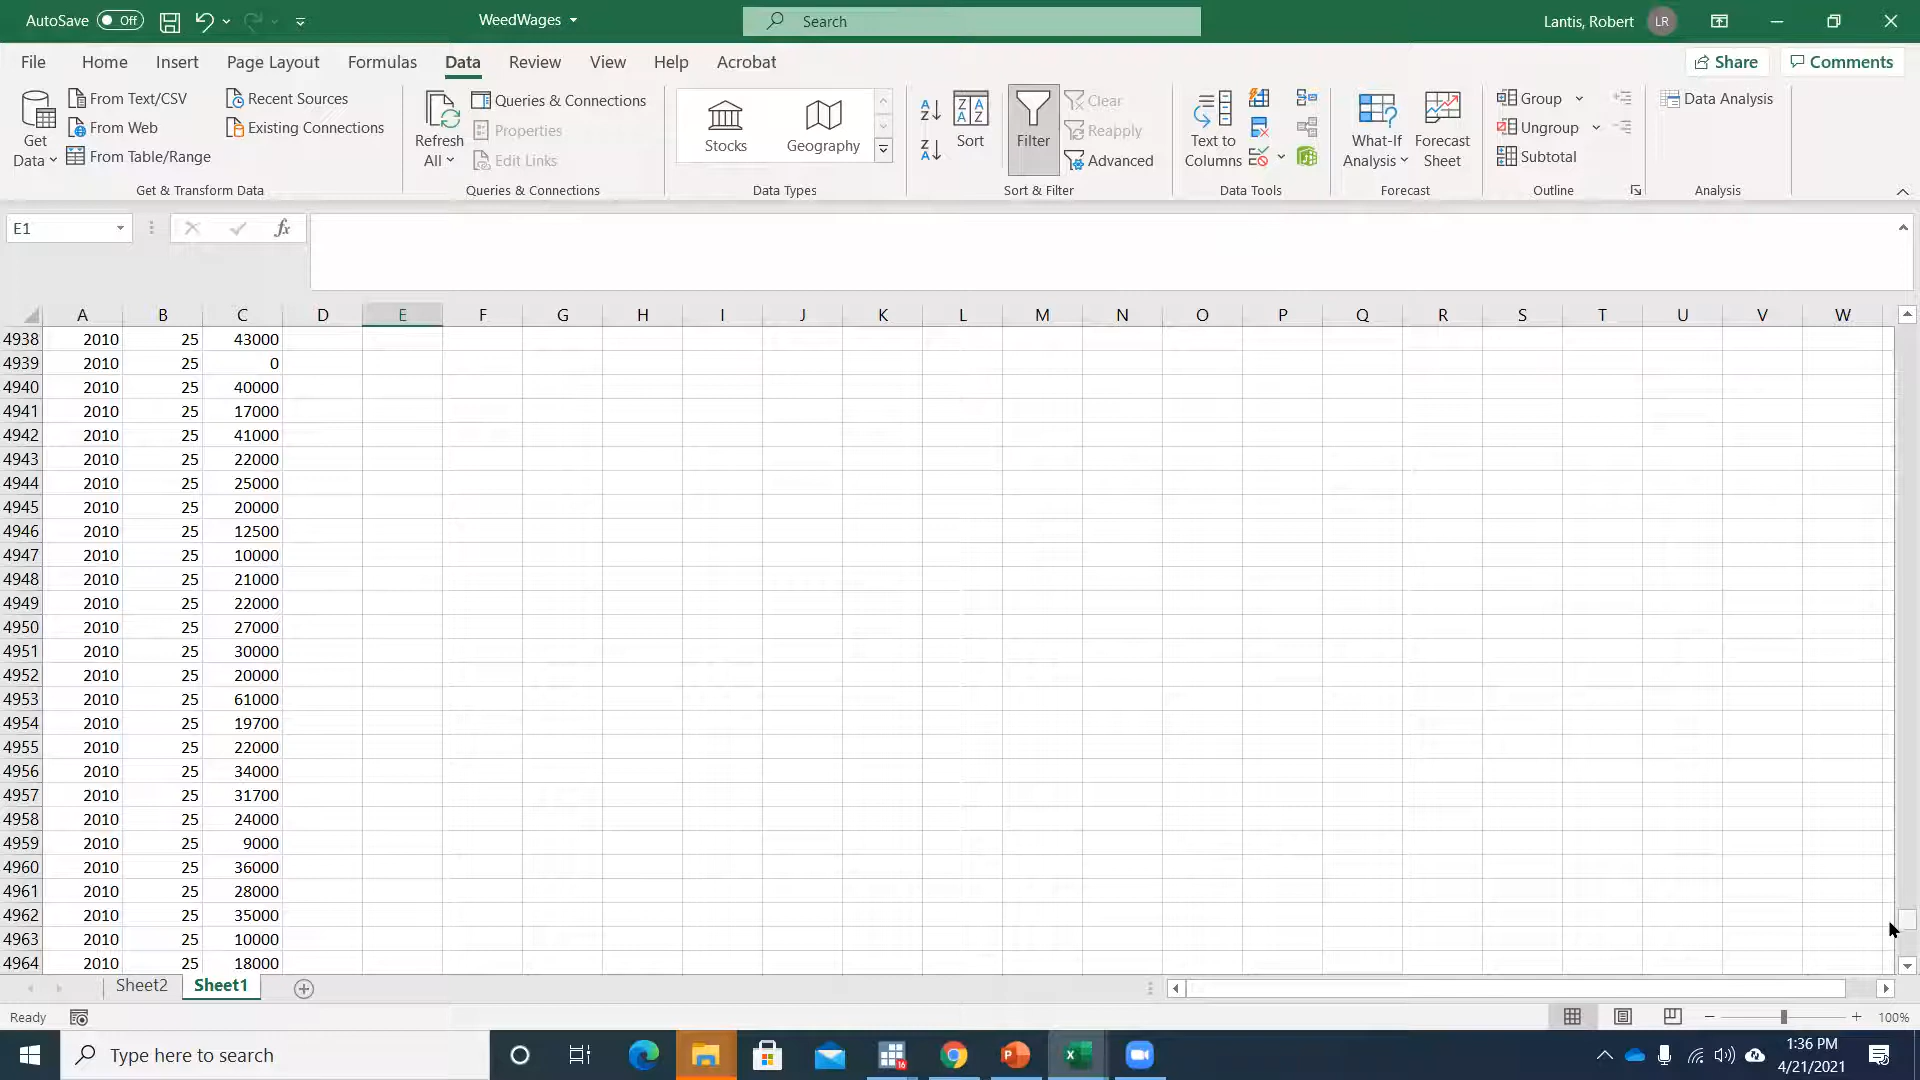 AutoSave Off WeedWages Search Lantis, Robert LR
File Home Insert Page Layout Formulas Data Review View Help Acrobat Share Comments
Get Data From Text/CSV From Web From Table/Range Recent Sources Existing Connections
Refresh All Queries & Connections Properties Edit Links
Stocks Geography
Sort Filter Clear Reapply Advanced
Text to Columns
What-If Analysis Forecast Sheet
Group Ungroup Subtotal
Data Analysis
Get & Transform Data Queries & Connections Data Types Sort & Filter Data Tools Forecast Outline Analysis
E1 fx
A B C D E F G H I J K L M N O P Q R S T U V W
4938 2010 25 43000
4939 2010 25 0
4940 2010 25 40000
4941 2010 25 17000
4942 2010 25 41000
4943 2010 25 22000
4944 2010 25 25000
4945 2010 25 20000
4946 2010 25 12500
4947 2010 25 10000
4948 2010 25 21000
4949 2010 25 22000
4950 2010 25 27000
4951 2010 25 30000
4952 2010 25 20000
4953 2010 25 61000
4954 2010 25 19700
4955 2010 25 22000
4956 2010 25 34000
4957 2010 25 31700
4958 2010 25 24000
4959 2010 25 9000
4960 2010 25 36000
4961 2010 25 28000
4962 2010 25 35000
4963 2010 25 10000
4964 2010 25 18000
Sheet2 Sheet1
Ready 100%
Type here to search 1:36 PM
4/21/2021